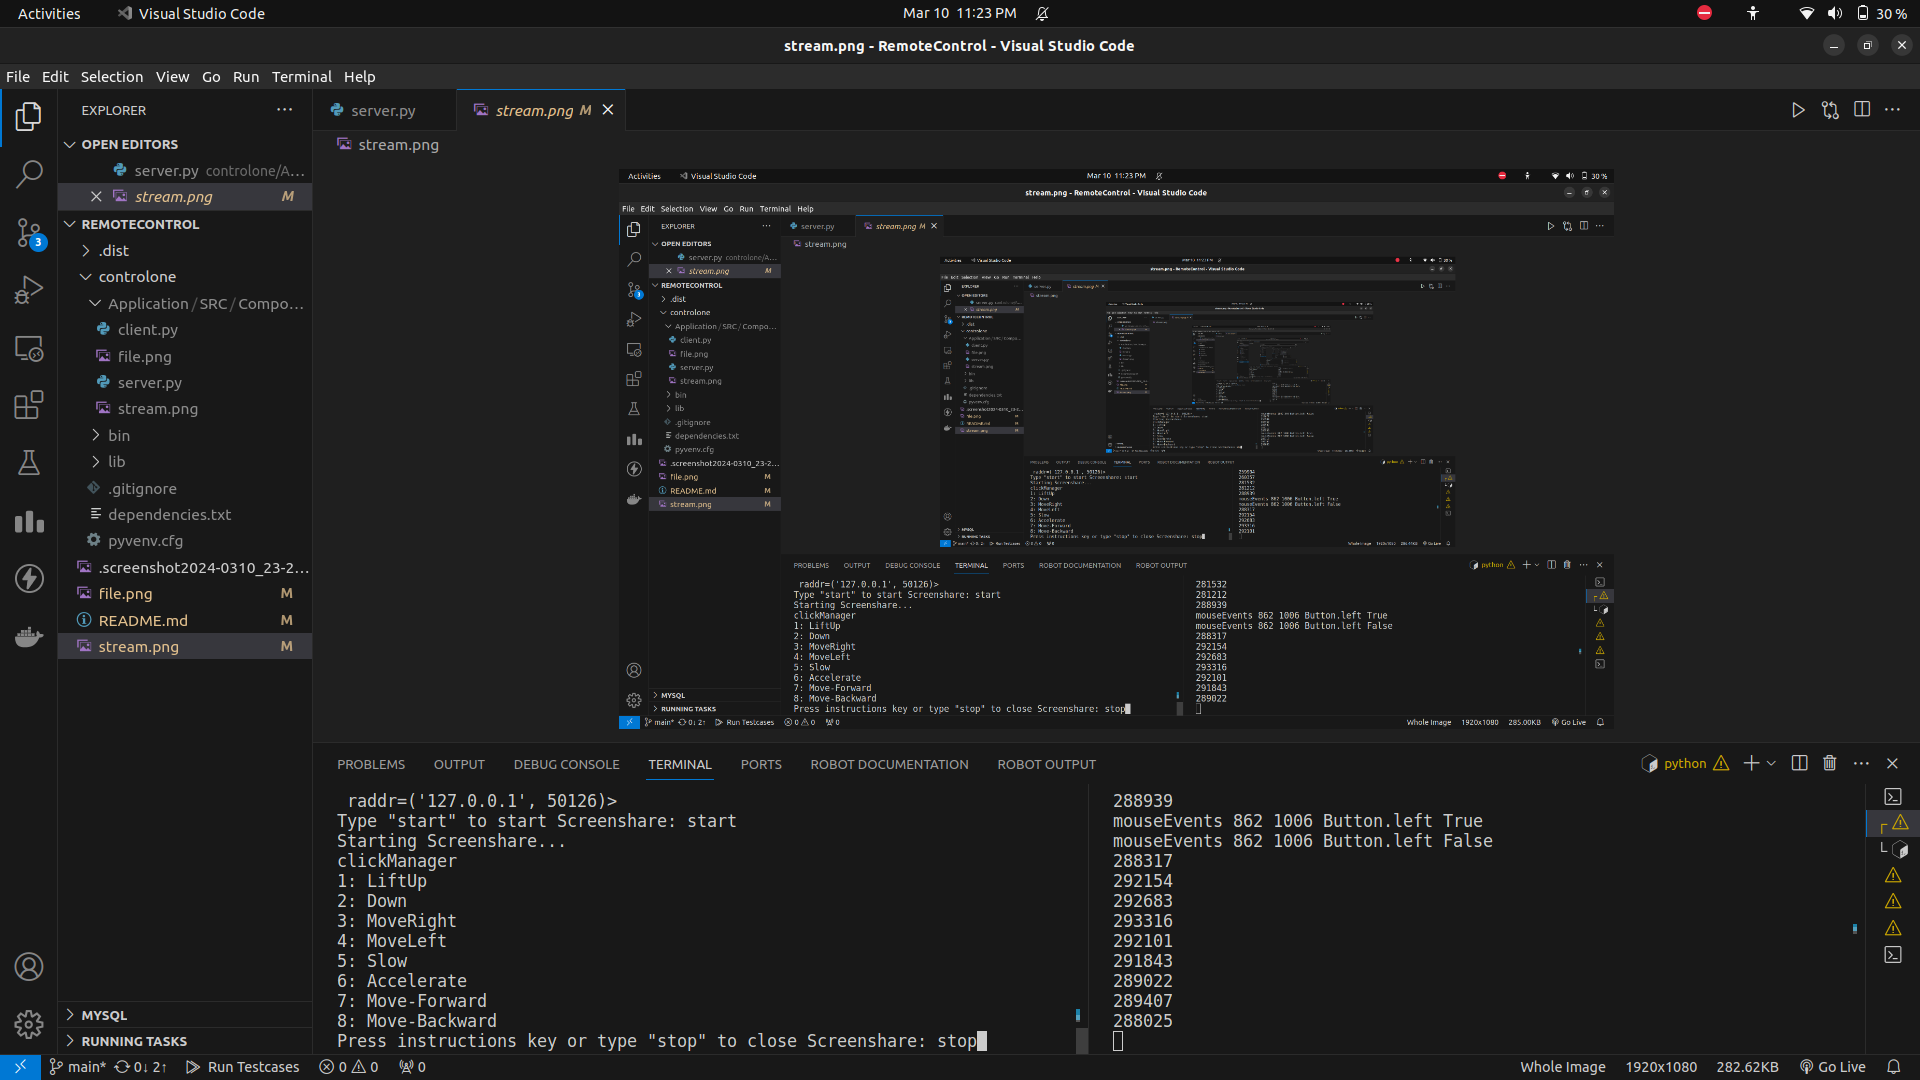 Activities
Visual Studio Code
Mar 10 11:23 PM
30 %
stream.png - RemoteControl - Visual Studio Code
File Edit Selection View Go Run Terminal Help
EXPLORER
server.py
stream.png M
stream.png
OPEN EDITORS
server.py controlone/A...
stream.png M
REMOTECONTROL
.dist
controlone
Application / SRC / Compo...
client.py
file.png
server.py
stream.png
bin
lib
.gitignore
dependencies.txt
pyvenv.cfg
.screenshot2024-0310_23-2...
file.png M
README.md M
stream.png M
3
MYSQL
RUNNING TASKS
Activities
Visual Studio Code
Mar 10 11:23 PM
30 %
stream.png - RemoteControl - Visual Studio Code
File Edit Selection View Go Run Terminal Help
EXPLORER
server.py
stream.png M
stream.png
OPEN EDITORS
server.py controlone/A...
stream.png M
REMOTECONTROL
.dist
controlone
Application / SRC / Compo...
client.py
file.png
server.py
stream.png
bin
lib
.gitignore
dependencies.txt
pyvenv.cfg
.screenshot2024-0310_23-2...
file.png M
README.md M
stream.png M
MYSQL
RUNNING TASKS
PROBLEMS OUTPUT DEBUG CONSOLE TERMINAL PORTS ROBOT DOCUMENTATION ROBOT OUTPUT
python
raddr=('127.0.0.1', 50126)>
Type "start" to start Screenshare: start
Starting Screenshare...
clickManager
1: LiftUp
2: Down
3: MoveRight
4: MoveLeft
5: Slow
6: Accelerate
7: Move-Forward
8: Move-Backward
Press instructions key or type "stop" to close Screenshare: stop
281532
281212
288939
mouseEvents 862 1006 Button.left True
mouseEvents 862 1006 Button.left False
288317
292154
292683
293316
292101
291843
289022
main* 0↓ 2↑ Run Testcases 0 0 0
Whole Image 1920x1080 285.00KB Go Live
PROBLEMS OUTPUT DEBUG CONSOLE TERMINAL PORTS ROBOT DOCUMENTATION ROBOT OUTPUT
python
raddr=('127.0.0.1', 50126)>
Type "start" to start Screenshare: start
Starting Screenshare...
clickManager
1: LiftUp
2: Down
3: MoveRight
4: MoveLeft
5: Slow
6: Accelerate
7: Move-Forward
8: Move-Backward
Press instructions key or type "stop" to close Screenshare: stop
288939
mouseEvents 862 1006 Button.left True
mouseEvents 862 1006 Button.left False
288317
292154
292683
293316
292101
291843
289022
289407
288025
main* 0↓ 2↑ Run Testcases 0 0 0
Whole Image 1920x1080 282.62KB Go Live